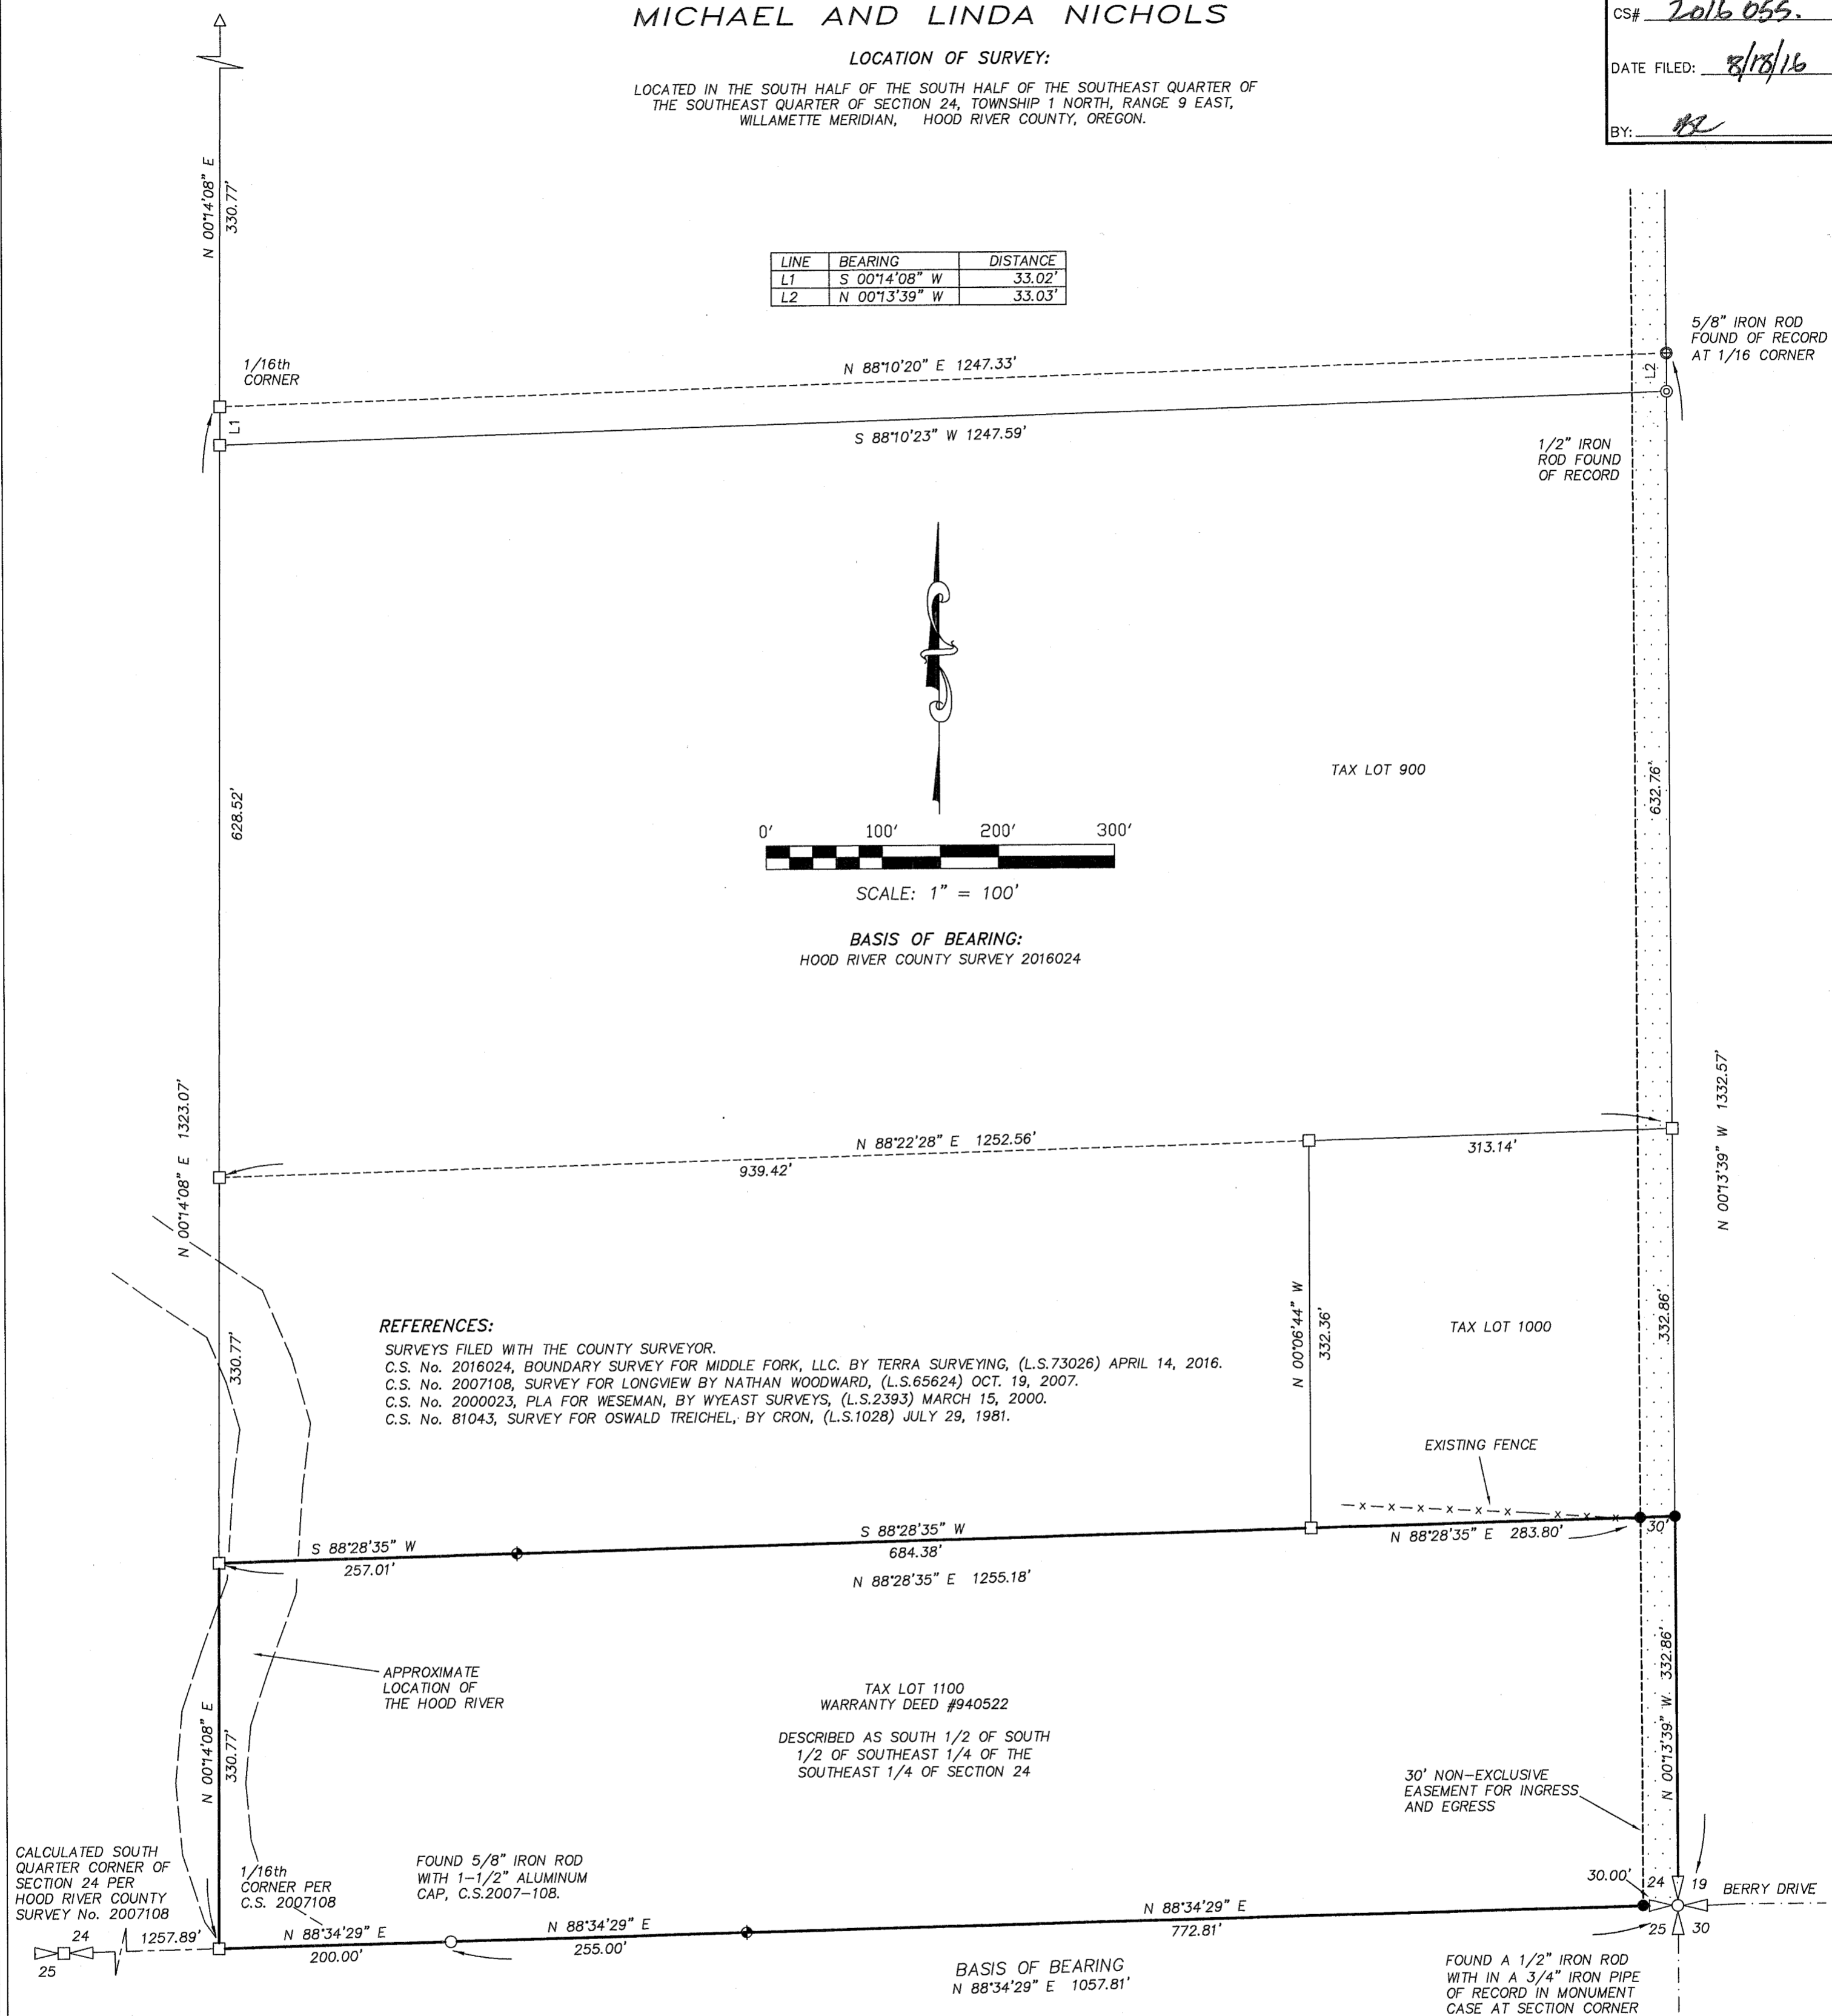 MICHAEL AND LINDA NICHOLS
LOCATION OF SURVEY:
LOCATED IN THE SOUTH HALF OF THE SOUTH HALF OF THE SOUTHEAST QUARTER OF
THE SOUTHEAST QUARTER OF SECTION 24, TOWNSHIP 1 NORTH, RANGE 9 EAST,
WILLAMETTE MERIDIAN, HOOD RIVER COUNTY, OREGON.
CS# 2016 055.
DATE FILED: 8/18/16
BY:
N 00°14'08" E
330.77'
LINE BEARING DISTANCE
L1 S 00°14'08" W 33.02'
L2 N 00°13'39" W 33.03'
5/8" IRON ROD
FOUND OF RECORD
AT 1/16 CORNER
1/16th
CORNER
N 88°10'20" E 1247.33'
L2
L1
S 88°10'23" W 1247.59'
1/2" IRON
ROD FOUND
OF RECORD
TAX LOT 900
632.76'
628.52'
0' 100' 200' 300'
SCALE: 1" = 100'
BASIS OF BEARING:
HOOD RIVER COUNTY SURVEY 2016024
N 00°14'08" E 1323.07'
N 00°13'39" W 1332.57'
N 88°22'28" E 1252.56'
939.42'
313.14'
REFERENCES:
SURVEYS FILED WITH THE COUNTY SURVEYOR.
C.S. No. 2016024, BOUNDARY SURVEY FOR MIDDLE FORK, LLC. BY TERRA SURVEYING, (L.S.73026) APRIL 14, 2016.
C.S. No. 2007108, SURVEY FOR LONGVIEW BY NATHAN WOODWARD, (L.S.65624) OCT. 19, 2007.
C.S. No. 2000023, PLA FOR WESEMAN, BY WYEAST SURVEYS, (L.S.2393) MARCH 15, 2000.
C.S. No. 81043, SURVEY FOR OSWALD TREICHEL, BY CRON, (L.S.1028) JULY 29, 1981.
330.77'
N 00°06'44" W
332.36'
TAX LOT 1000
332.86'
EXISTING FENCE
S 88°28'35" W
257.01'
S 88°28'35" W
684.38'
N 88°28'35" E 1255.18'
N 88°28'35" E 283.80'
30'
APPROXIMATE
LOCATION OF
THE HOOD RIVER
TAX LOT 1100
WARRANTY DEED #940522
DESCRIBED AS SOUTH 1/2 OF SOUTH
1/2 OF SOUTHEAST 1/4 OF THE
SOUTHEAST 1/4 OF SECTION 24
N 00°14'08" E
330.77'
N 00°13'39" W 332.86'
30' NON-EXCLUSIVE
EASEMENT FOR INGRESS
AND EGRESS
CALCULATED SOUTH
QUARTER CORNER OF
SECTION 24 PER
HOOD RIVER COUNTY
SURVEY No. 2007108
1/16th
CORNER PER
C.S. 2007108
FOUND 5/8" IRON ROD
WITH 1-1/2" ALUMINUM
CAP, C.S.2007-108.
24
25
1257.89'
N 88°34'29" E
200.00'
N 88°34'29" E
255.00'
N 88°34'29" E
772.81'
30.00'
24 19
25 30
BERRY DRIVE
BASIS OF BEARING
N 88°34'29" E 1057.81'
FOUND A 1/2" IRON ROD
WITH IN A 3/4" IRON PIPE
OF RECORD IN MONUMENT
CASE AT SECTION CORNER